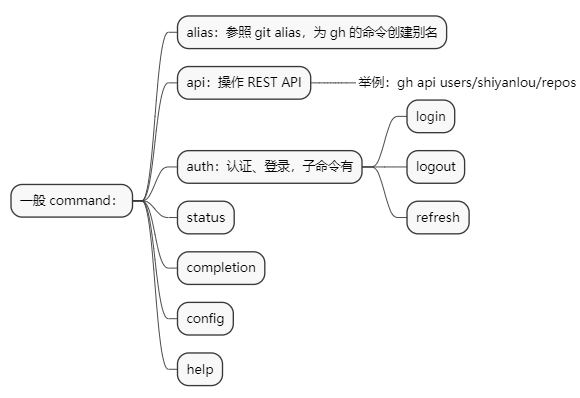 alias：参照 git alias，为 gh 的命令创建别名
api：操作 REST API
举例：gh api users/shiyanlou/repos
login
auth：认证、登录，子命令有
logout
一般 command：
status
refresh
completion
config
help